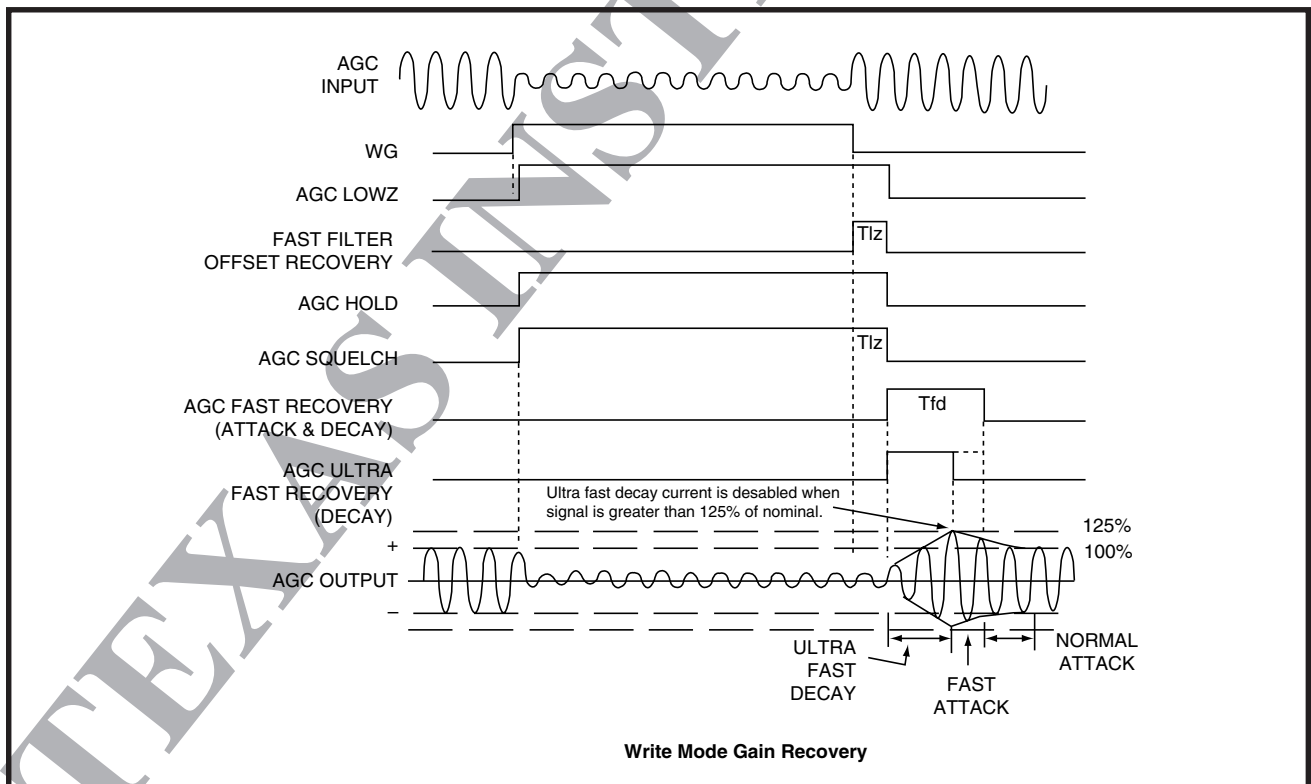 AGC
INPUT
WG
AGC LOWZ
FAST FILTER
OFFSET RECOVERY
Tlz
AGC HOLD
AGC SQUELCH
Tlz
AGC FAST RECOVERY
(ATTACK & DECAY)
Tfd
AGC ULTRA
FAST RECOVERY
(DECAY)
Ultra fast decay current is desabled when
signal is greater than 125% of nominal.
125%
+
100%
AGC OUTPUT
–
ULTRA
FAST
DECAY
FAST
ATTACK
NORMAL
ATTACK
Write Mode Gain Recovery
TEXAS INST